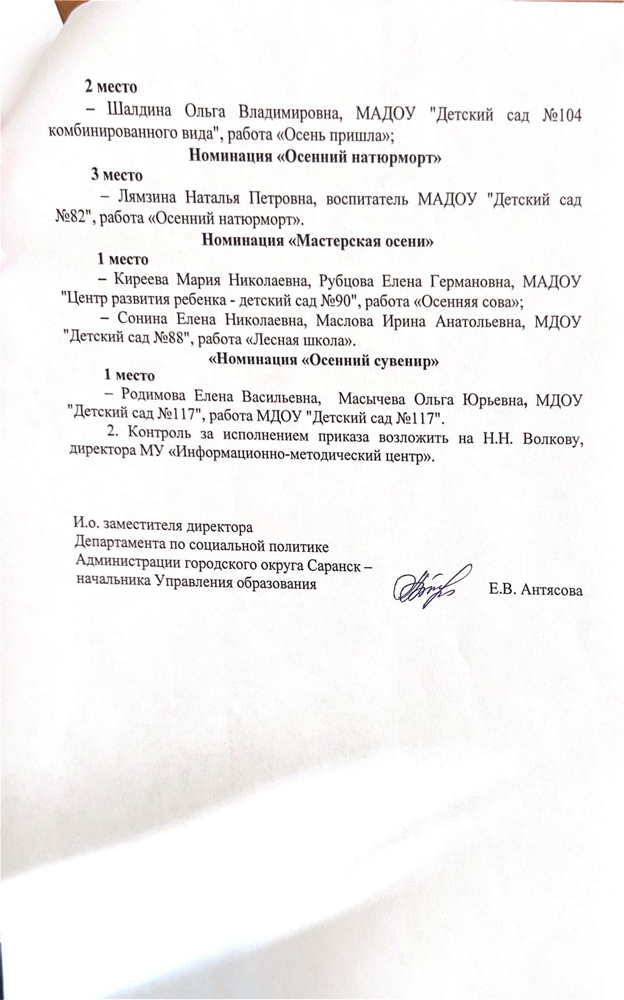 2 место
– Шалдина Ольга Владимировна, МАДОУ "Детский сад №104
комбинированного вида", работа «Осень пришла»;
Номинация «Осенний натюрморт»
3 место
– Лямзина Наталья Петровна, воспитатель МАДОУ "Детский сад
№82", работа «Осенний натюрморт».
Номинация «Мастерская осени»
1 место
– Киреева Мария Николаевна, Рубцова Елена Германовна, МАДОУ
"Центр развития ребенка - детский сад №90", работа «Осенняя сова»;
– Сонина Елена Николаевна, Маслова Ирина Анатольевна, МДОУ
"Детский сад №88", работа «Лесная школа».
«Номинация «Осенний сувенир»
1 место
– Родимова Елена Васильевна, Масычева Ольга Юрьевна, МДОУ
"Детский сад №117", работа МДОУ "Детский сад №117".
2. Контроль за исполнением приказа возложить на Н.Н. Волкову,
директора МУ «Информационно-методический центр».
И.о. заместителя директора
Департамента по социальной политике
Администрации городского округа Саранск –
начальника Управления образования
Е.В. Антясова